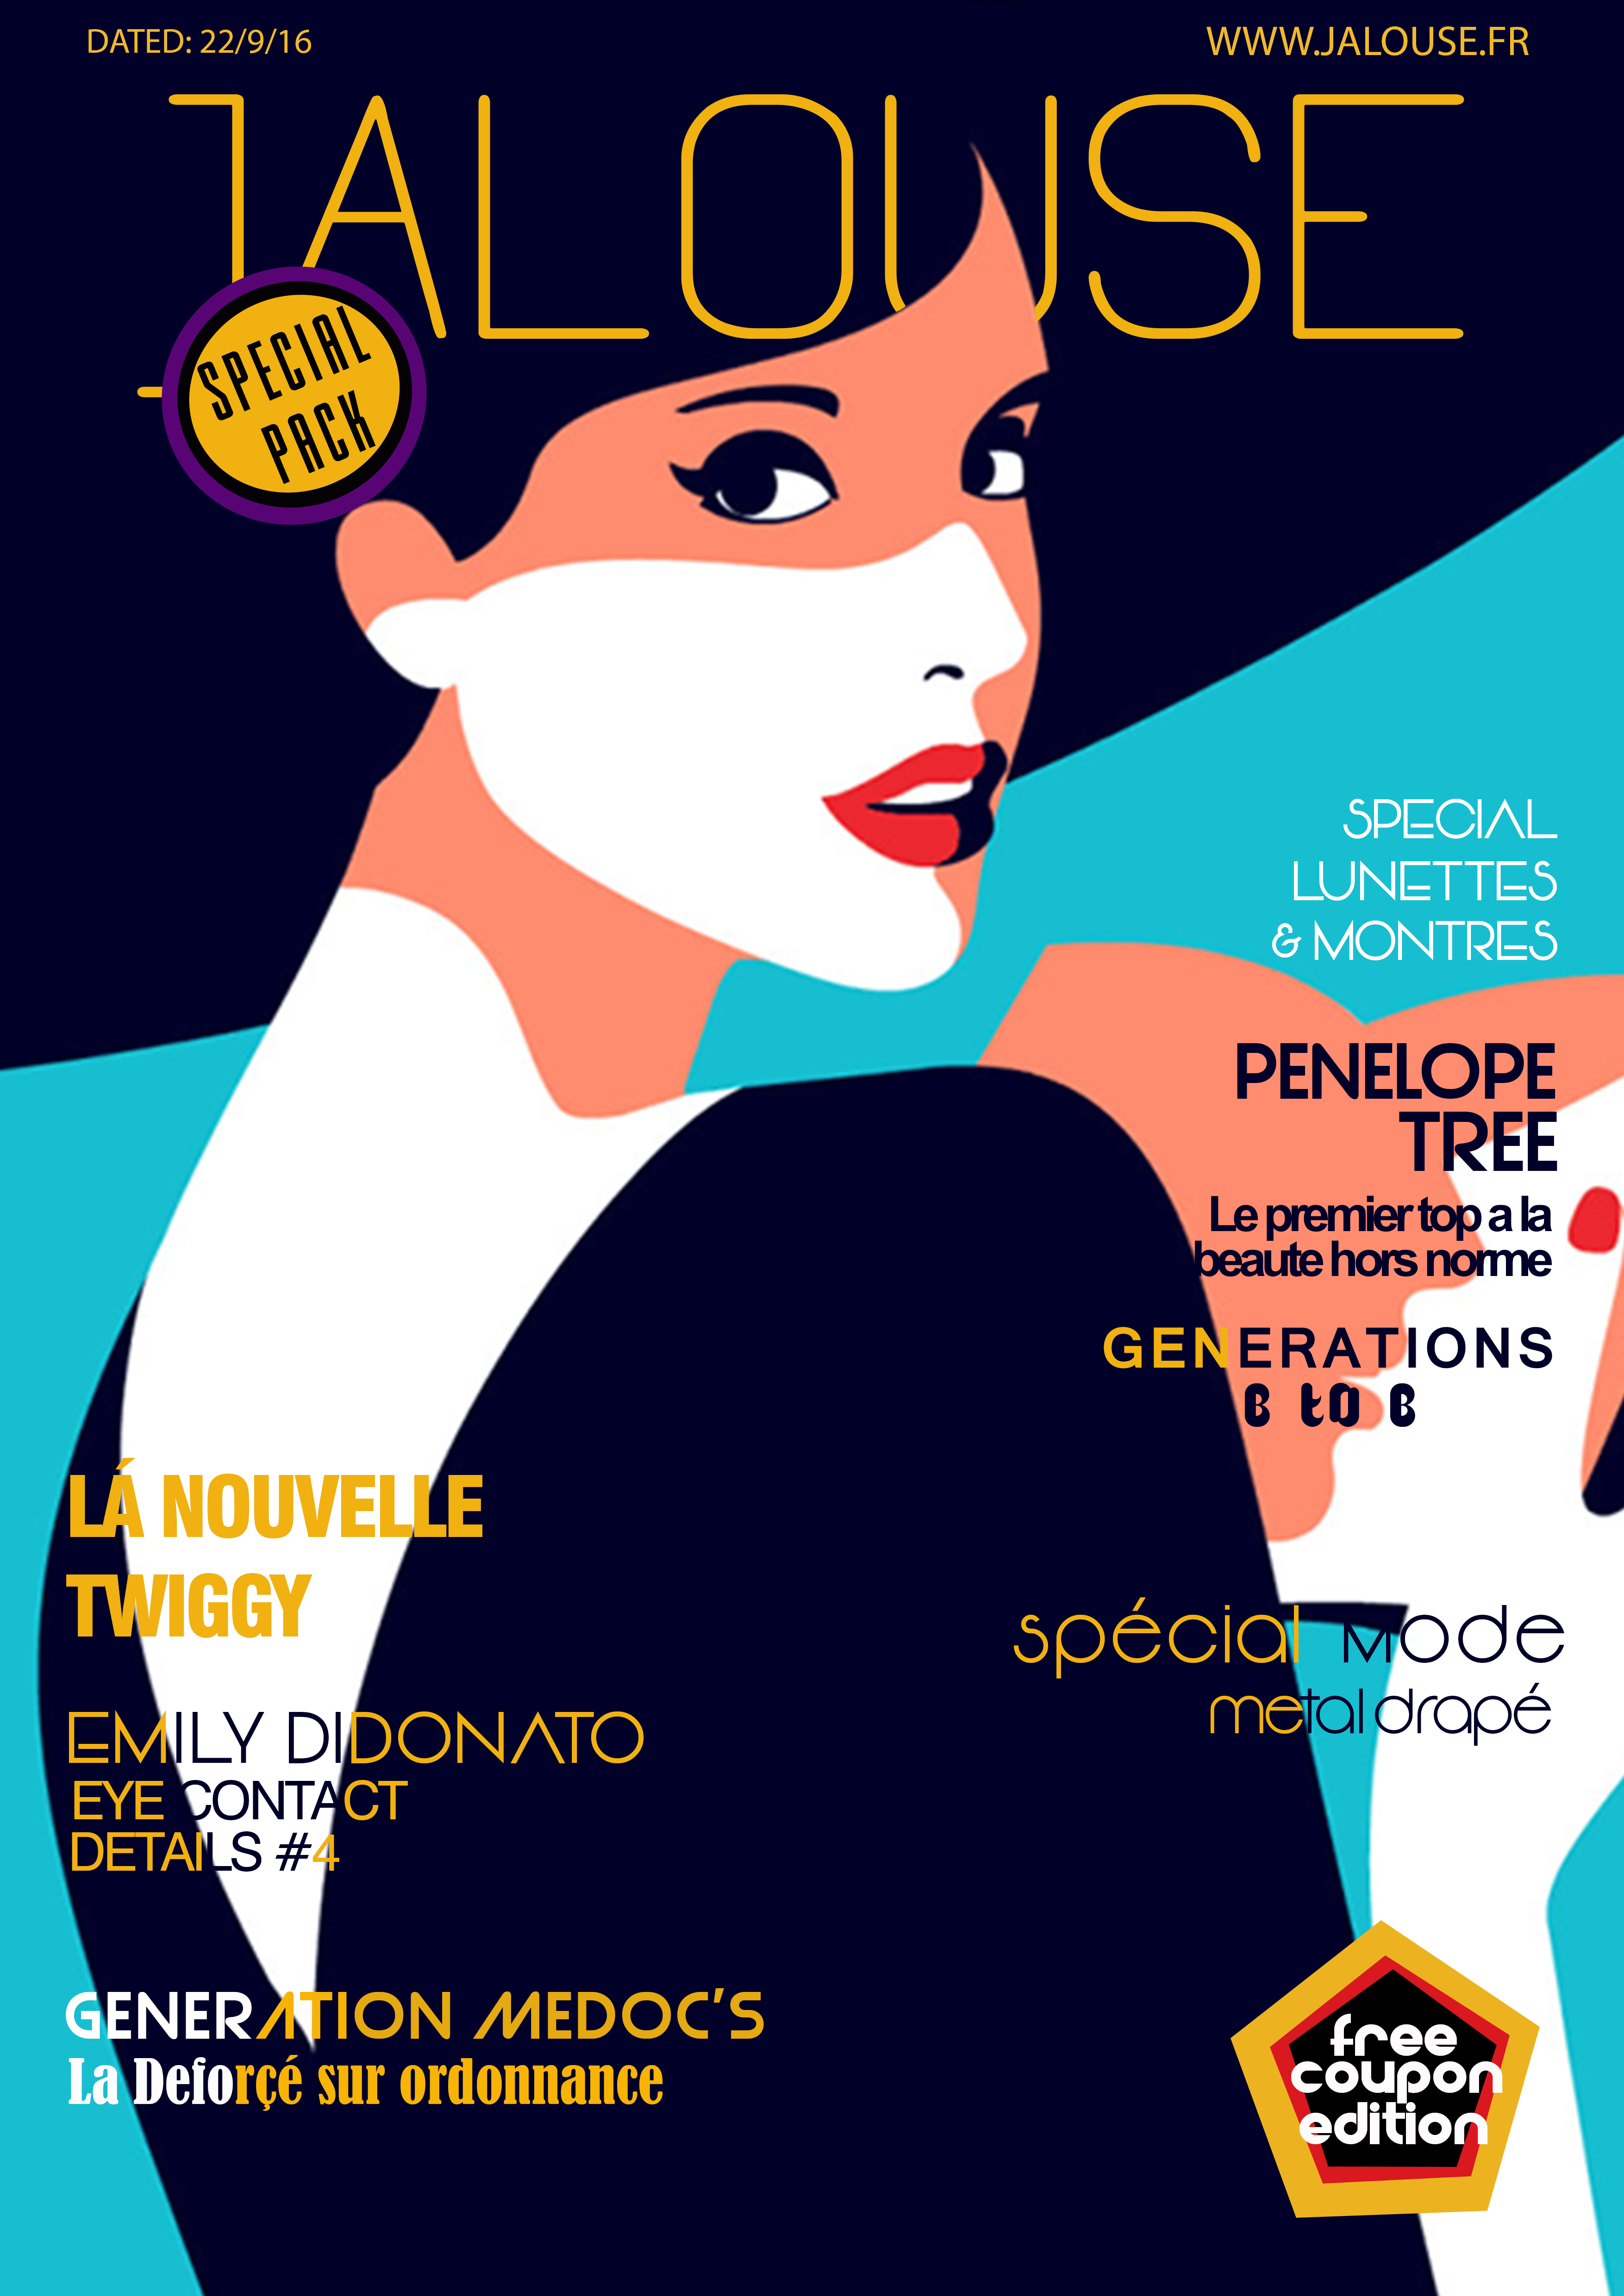 DATED: 22/9/16
WWW.JALOUSE.FR
JALOUSE
SPECIAL
PACK
SPECIAL
LUNETTES
& MONTRES
PENELOPE
TREE
Le premier top a la
beaute hors norme
GENERATIONS
B to B
LÁ NOUVELLE
TWIGGY
spécial Mode
metal drapé
EMILY DIDONATO
EYE CONTACT
DETAILS #4
GENERATION MEDOC'S
La Deforçé sur ordonnance
free
coupon
edition